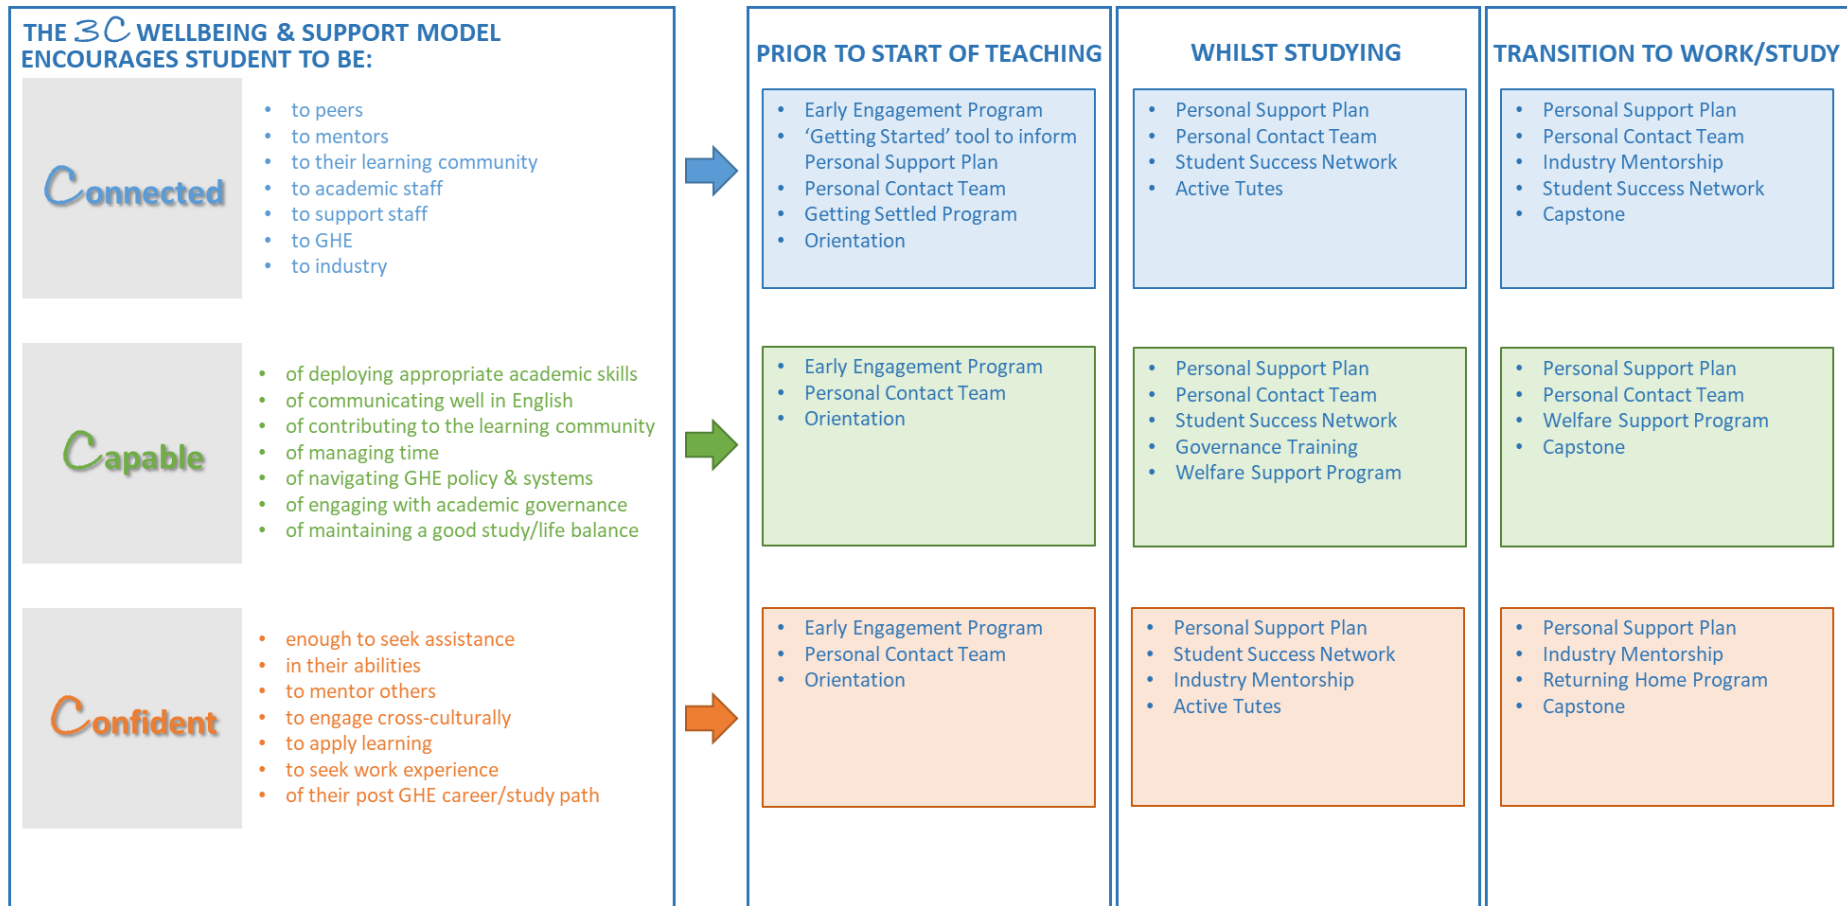 THE 3C WELLBEING & SUPPORT MODEL
ENCOURAGES STUDENT TO BE:
Connected
• to peers
• to mentors
• to their learning community
• to academic staff
• to support staff
• to GHE
• to industry
Capable
• of deploying appropriate academic skills
• of communicating well in English
• of contributing to the learning community
• of managing time
• of navigating GHE policy & systems
• of engaging with academic governance
• of maintaining a good study/life balance
Confident
• enough to seek assistance
• in their abilities
• to mentor others
• to engage cross-culturally
• to apply learning
• to seek work experience
• of their post GHE career/study path
PRIOR TO START OF TEACHING
• Early Engagement Program
• ‘Getting Started’ tool to inform
Personal Support Plan
• Personal Contact Team
• Getting Settled Program
• Orientation
• Early Engagement Program
• Personal Contact Team
• Orientation
• Early Engagement Program
• Personal Contact Team
• Orientation
WHILST STUDYING
• Personal Support Plan
• Personal Contact Team
• Student Success Network
• Active Tutes
• Personal Support Plan
• Personal Contact Team
• Student Success Network
• Governance Training
• Welfare Support Program
• Personal Support Plan
• Student Success Network
• Industry Mentorship
• Active Tutes
TRANSITION TO WORK/STUDY
• Personal Support Plan
• Personal Contact Team
• Industry Mentorship
• Student Success Network
• Capstone
• Personal Support Plan
• Personal Contact Team
• Welfare Support Program
• Capstone
• Personal Support Plan
• Industry Mentorship
• Returning Home Program
• Capstone